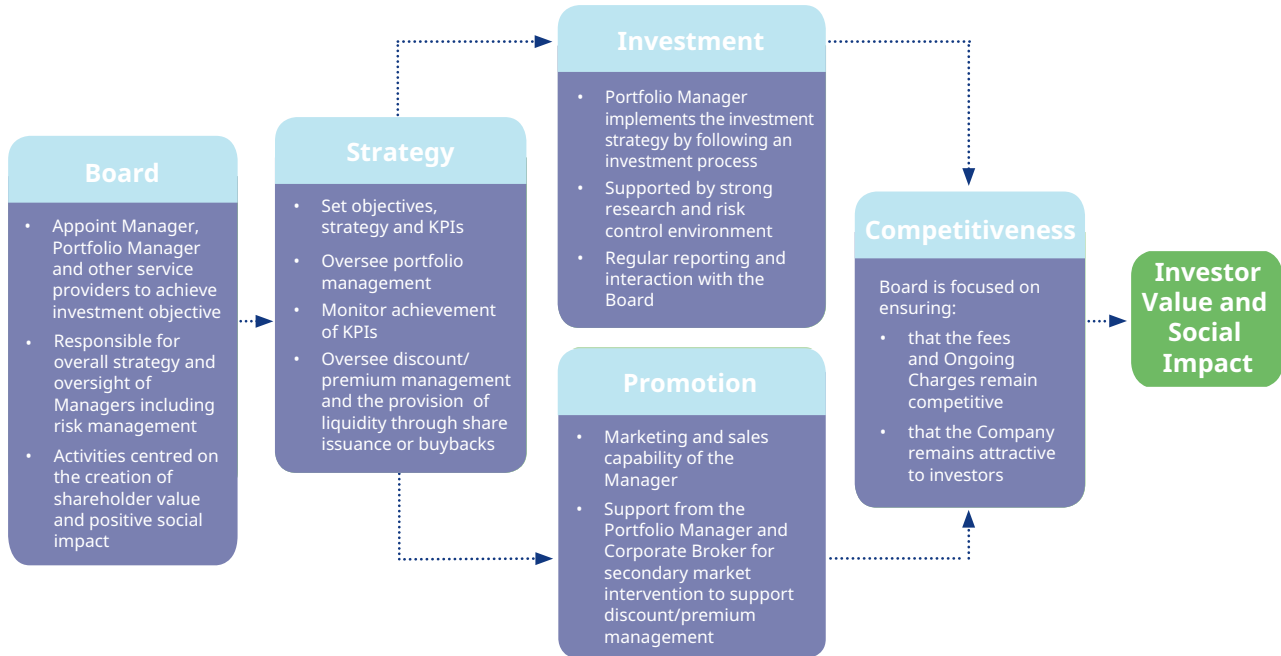 Board
• Appoint Manager,
Portfolio Manager
and other service
providers to achieve
investment objective
• Responsible for
overall strategy and
oversight of
Managers including
risk management
• Activities centred on
the creation of
shareholder value
and positive social
impact
Strategy
• Set objectives,
strategy and KPIs
• Oversee portfolio
management
• Monitor achievement
of KPIs
• Oversee discount/
premium management
and the provision of
liquidity through share
issuance or buybacks
Investment
• Portfolio Manager
implements the investment
strategy by following an
investment process
• Supported by strong
research and risk
control environment
• Regular reporting and
interaction with the
Board
Promotion
• Marketing and sales
capability of the
Manager
• Support from the
Portfolio Manager and
Corporate Broker for
secondary market
intervention to support
discount/premium
management
Competitiveness
Board is focused on
ensuring:
• that the fees
and Ongoing
Charges remain
competitive
• that the Company
remains attractive
to investors
Investor
Value and
Social
Impact